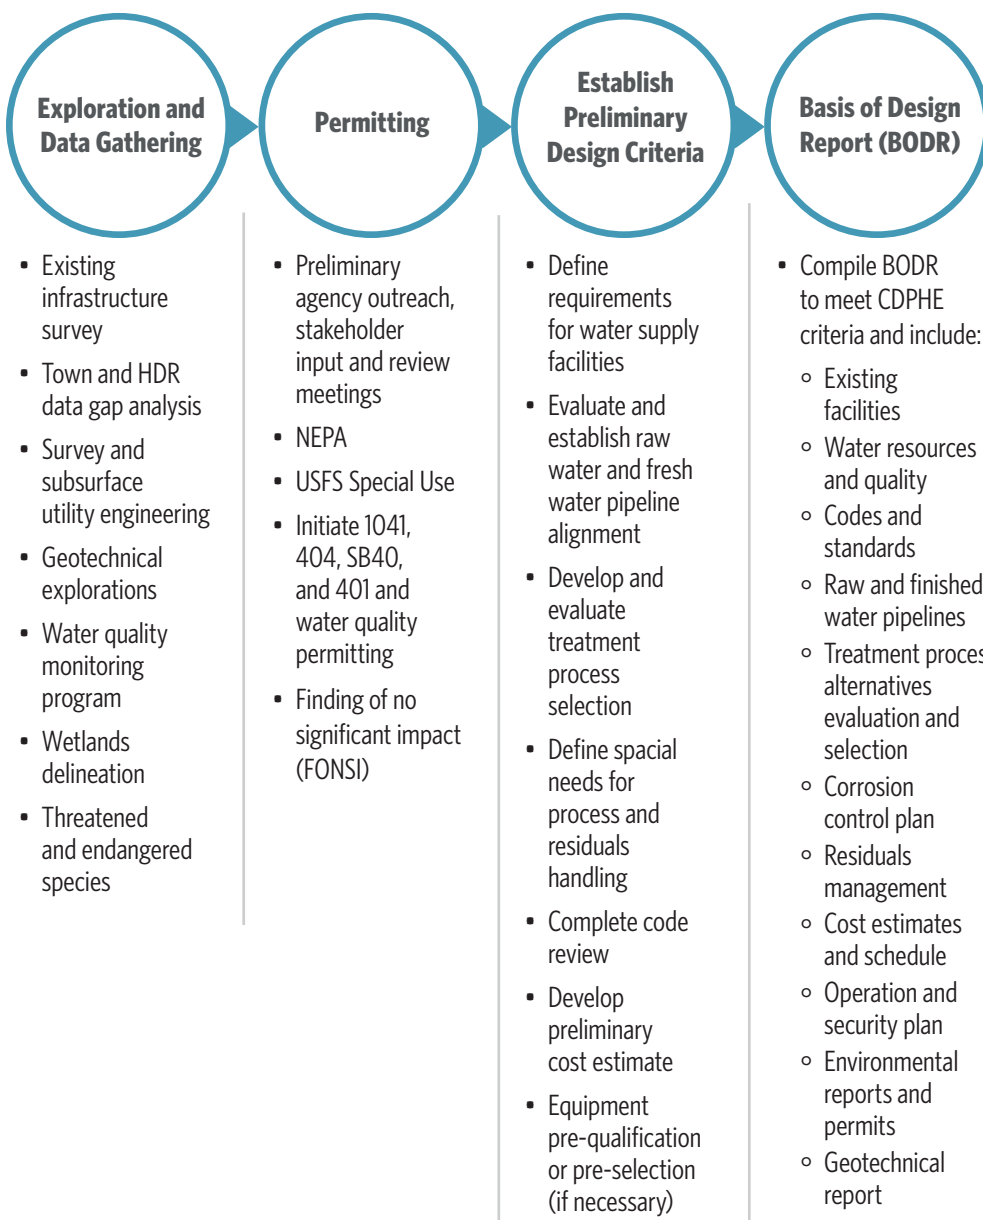 Exploration and
Data Gathering
Permitting
Establish
Preliminary
Design Criteria
Basis of Design
Report (BODR)
▪ Existing
infrastructure
survey
▪ Town and HDR
data gap analysis
▪ Survey and
subsurface
utility engineering
▪ Geotechnical
explorations
▪ Water quality
monitoring
program
▪ Wetlands
delineation
▪ Threatened
and endangered
species
▪ Preliminary
agency outreach,
stakeholder
input and review
meetings
▪ NEPA
▪ USFS Special Use
▪ Initiate 1041,
404, SB40,
and 401 and
water quality
permitting
▪ Finding of no
significant impact
(FONSI)
▪ Define
requirements
for water supply
facilities
▪ Evaluate and
establish raw
water and fresh
water pipeline
alignment
▪ Develop and
evaluate
treatment
process
selection
▪ Define spacial
needs for
process and
residuals
handling
▪ Complete code
review
▪ Develop
preliminary
cost estimate
▪ Equipment
pre-qualification
or pre-selection
(if necessary)
▪ Compile BODR
to meet CDPHE
criteria and include:
◦ Existing
facilities
◦ Water resources
and quality
◦ Codes and
standards
◦ Raw and finished
water pipelines
◦ Treatment proces
alternatives
evaluation and
selection
◦ Corrosion
control plan
◦ Residuals
management
◦ Cost estimates
and schedule
◦ Operation and
security plan
◦ Environmental
reports and
permits
◦ Geotechnical
report